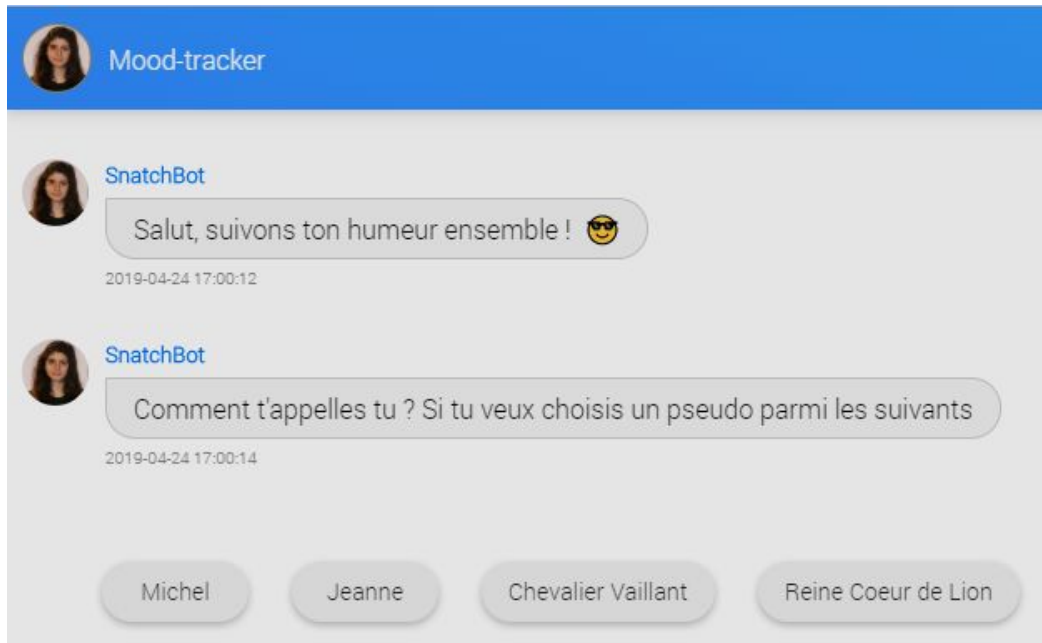 Mood-tracker
SnatchBot
Salut, suivons ton humeur ensemble ! 😎
2019-04-24 17:00:12
SnatchBot
Comment t'appelles tu ? Si tu veux choisis un pseudo parmi les suivants
2019-04-24 17:00:14
Michel Jeanne Chevalier Vaillant Reine Coeur de Lion